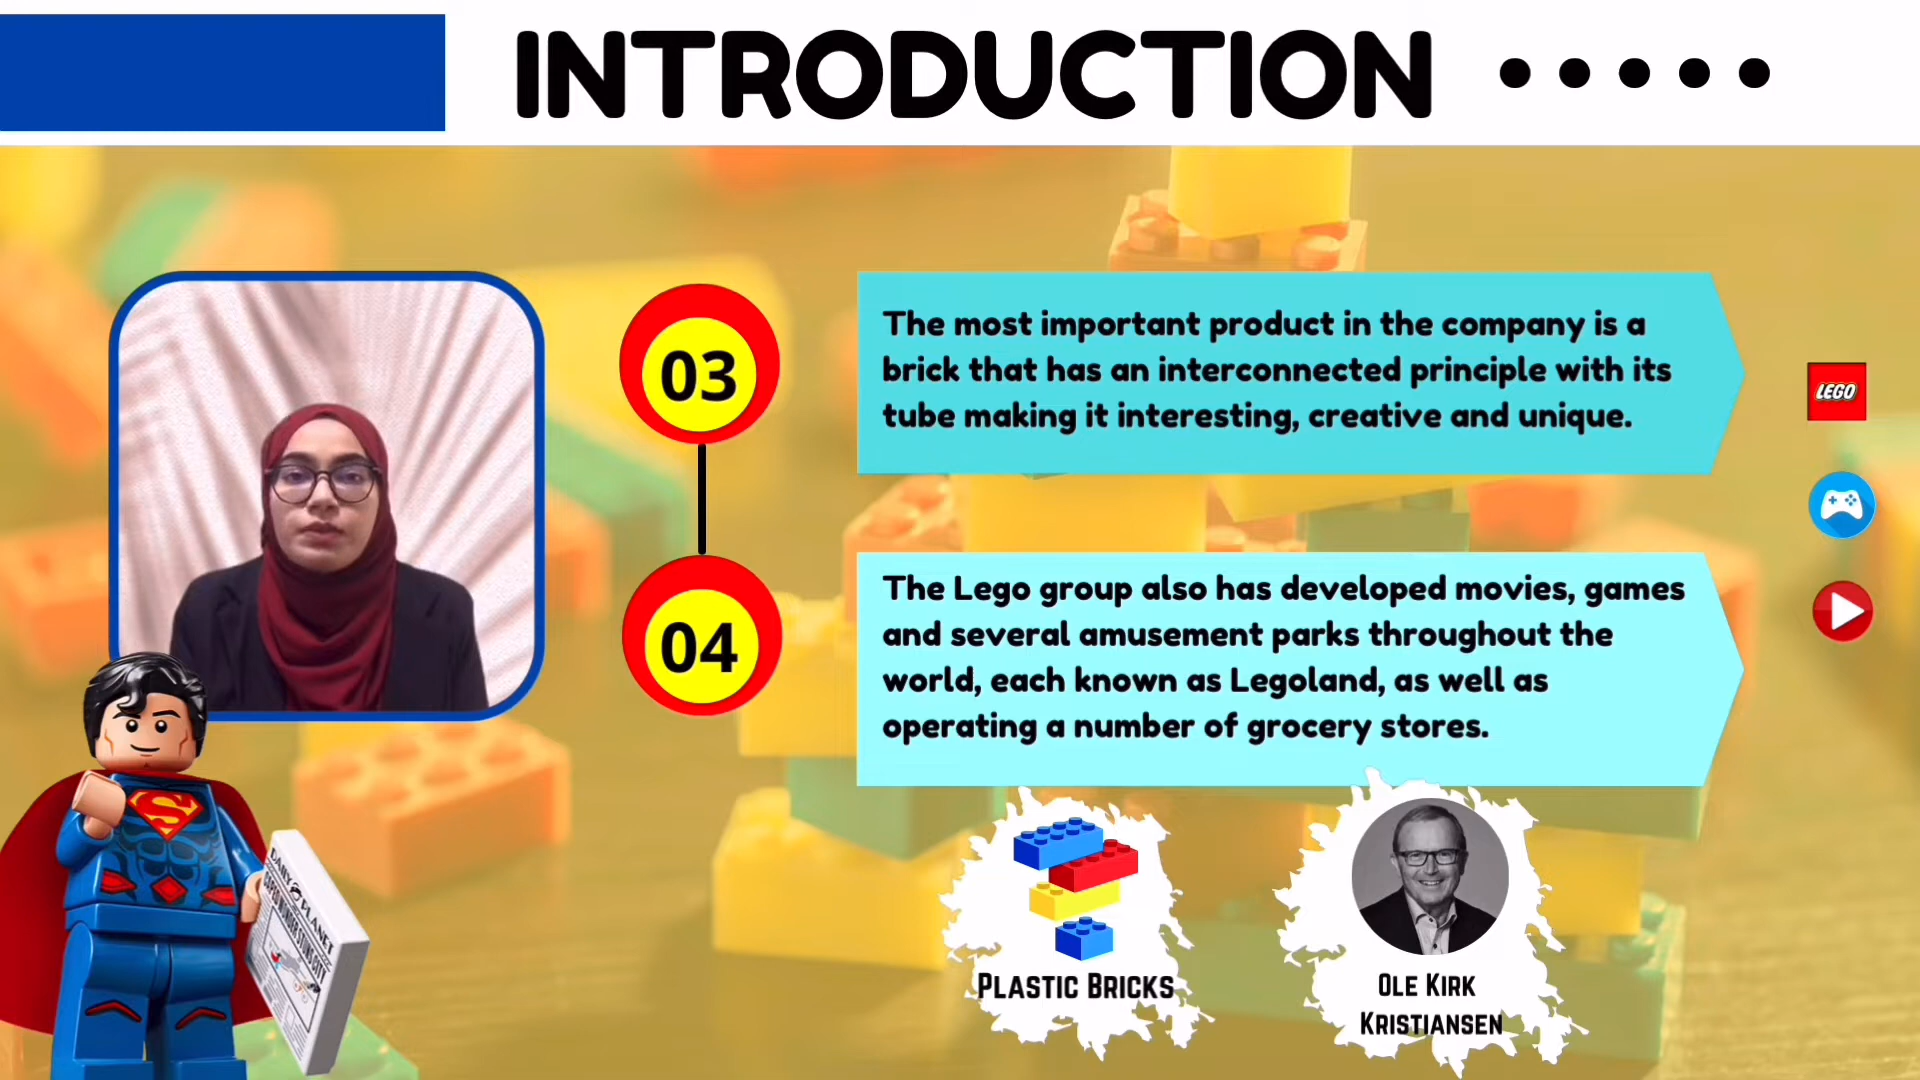 INTRODUCTION
03
The most important product in the company is a
brick that has an interconnected principle with its
tube making it interesting, creative and unique.
LEGO
04
The Lego group also has developed movies, games
and several amusement parks throughout the
world, each known as Legoland, as well as
operating a number of grocery stores.
DAILY PLANET
PLASTIC BRICKS
OLE KIRK
KRISTIANSEN